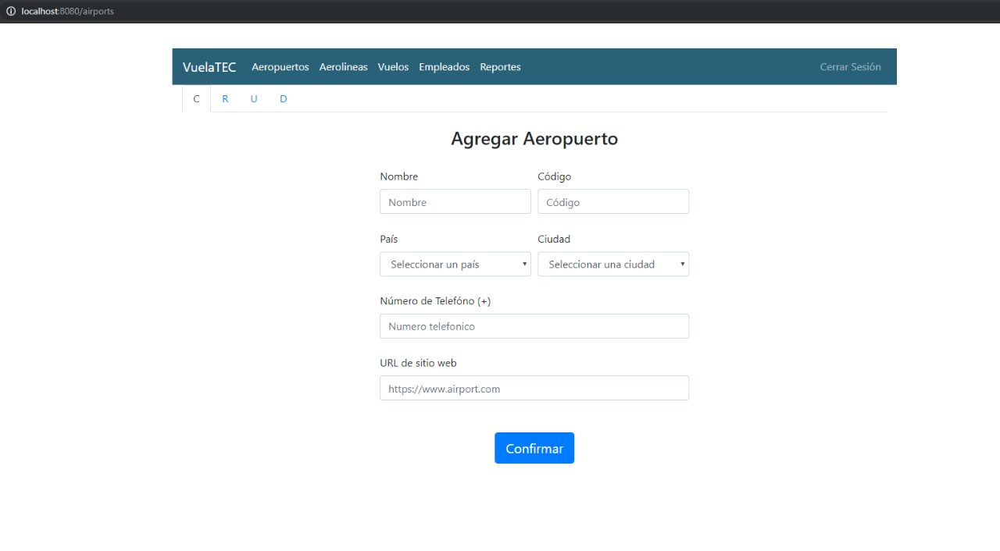 localhost:8080/airports
VuelaTEC Aeropuertos Aerolineas Vuelos Empleados Reportes Cerrar Sesión
C R U D
Agregar Aeropuerto
Nombre Código
Nombre Código
País Ciudad
Seleccionar un país Seleccionar una ciudad
Número de Telefóno (+)
Numero telefonico
URL de sitio web
https://www.airport.com
Confirmar